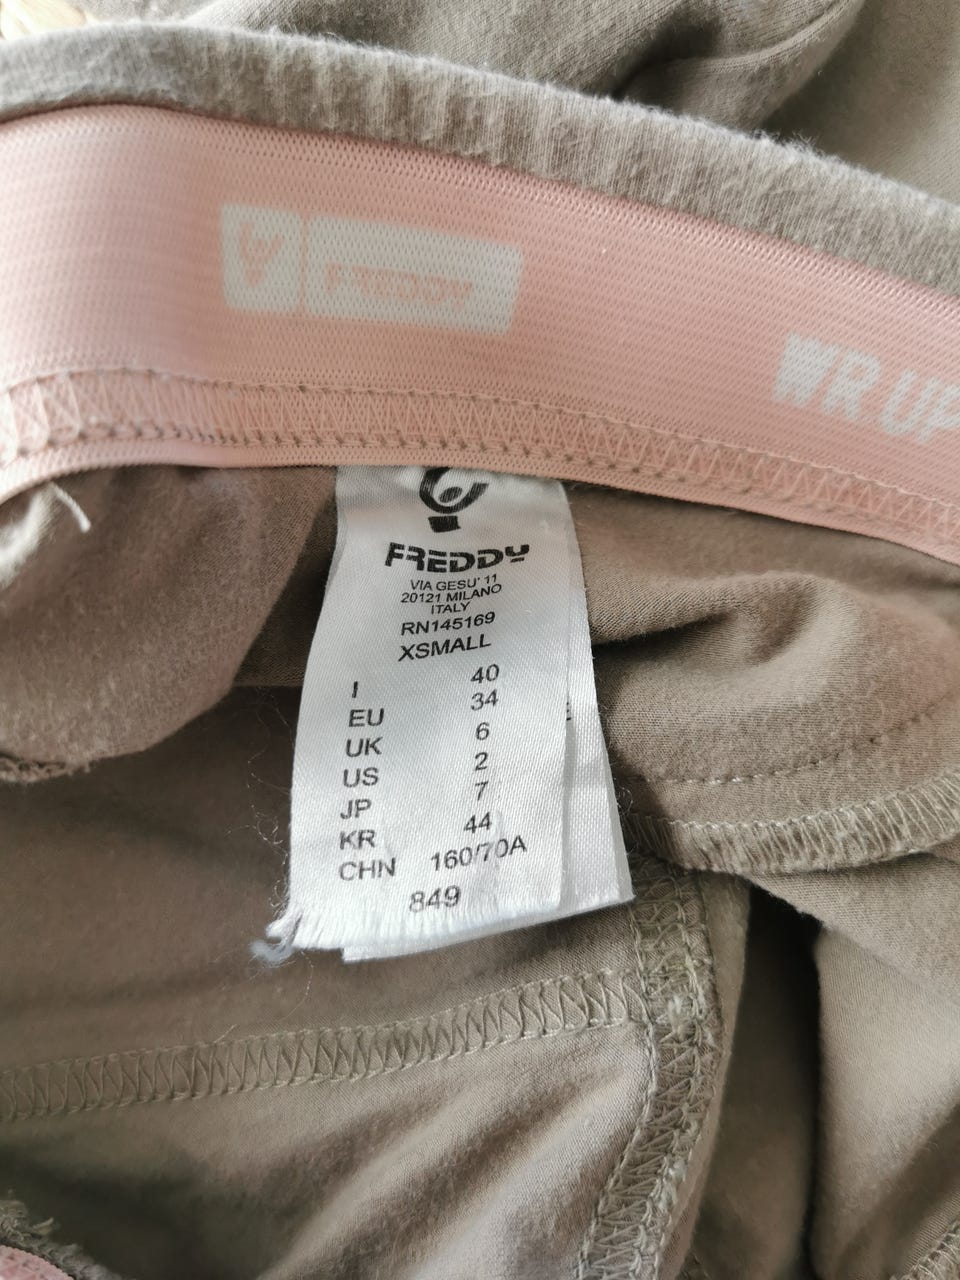 FREDDY
WR UP
FREDDY
VIA GESU' 11
20121 MILANO
ITALY
RN145169
XSMALL
I 40
EU 34
UK 6
US 2
JP 7
KR 44
CHN 160/70A
849
E